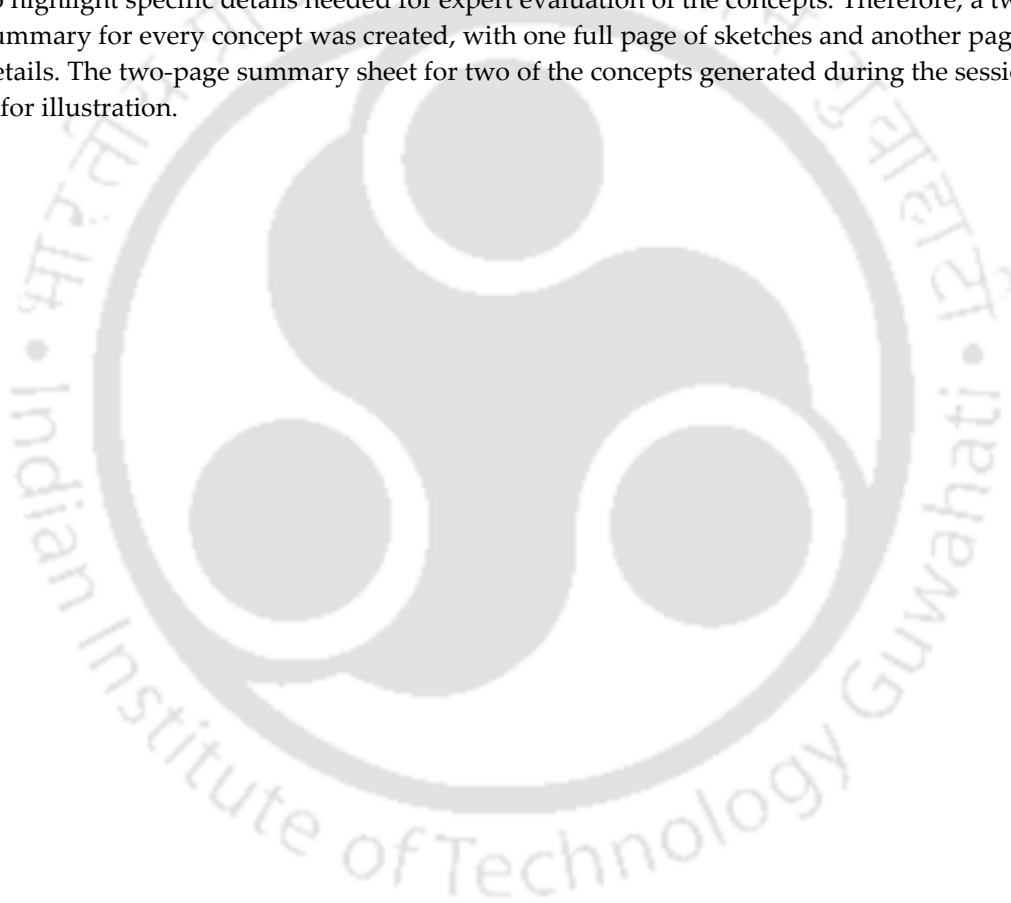 o highlight specific details needed for expert evaluation of the concepts. Therefore, a tw
ummary for every concept was created, with one full page of sketches and another pag
etails. The two-page summary sheet for two of the concepts generated during the sessi
for illustration.
Indian Institute of Technology Guwahati